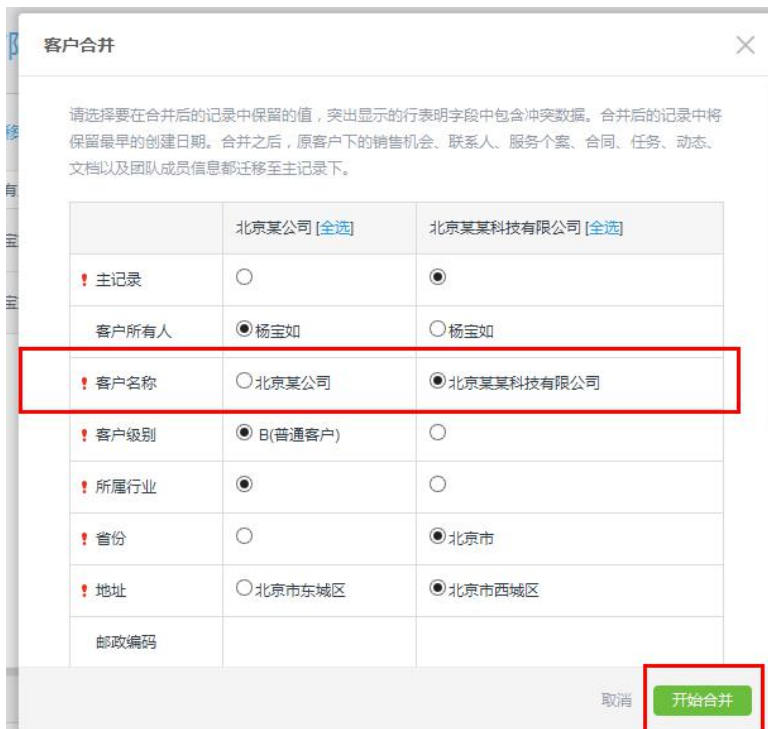 客户合并
请选择要在合并后的记录中保留的值，突出显示的行表明字段中包含冲突数据。合并后的记录中将
保留最早的创建日期。合并之后，原客户下的销售机会、联系人、服务个案、合同、任务、动态、
文档以及团队成员信息都迁移至主记录下。
北京某公司 [全选] 北京某某科技有限公司 [全选]
! 主记录
客户所有人 杨宝如 杨宝如
! 客户名称 北京某公司 北京某某科技有限公司
! 客户级别 B(普通客户)
! 所属行业
! 省份 北京市
! 地址 北京市东城区 北京市西城区
邮政编码
取消 开始合并